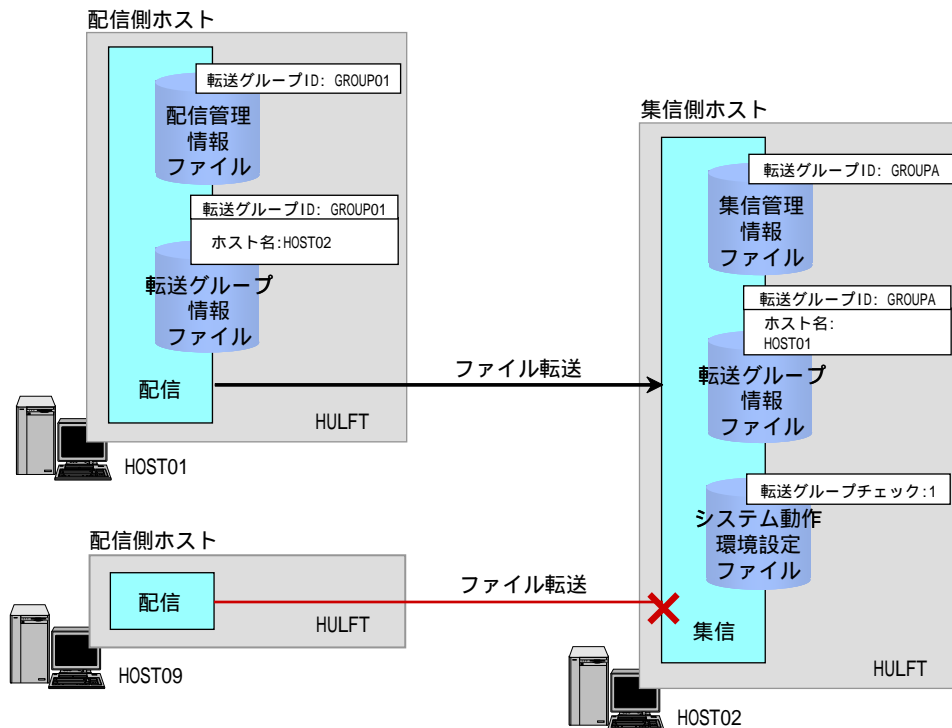 配信側ホスト
転送グループID: GROUP01
配信管理
情報
ファイル
転送グループID: GROUP01
ホスト名:HOST02
転送グループ
情報
ファイル
配信
HULFT
HOST01
ファイル転送
集信側ホスト
転送グループID: GROUPA
集信管理
情報
ファイル
転送グループID: GROUPA
ホスト名:
HOST01
転送グループ
情報
ファイル
転送グループチェック:1
システム動作
環境設定
ファイル
集信
HULFT
HOST02
配信側ホスト
配信
HULFT
HOST09
ファイル転送